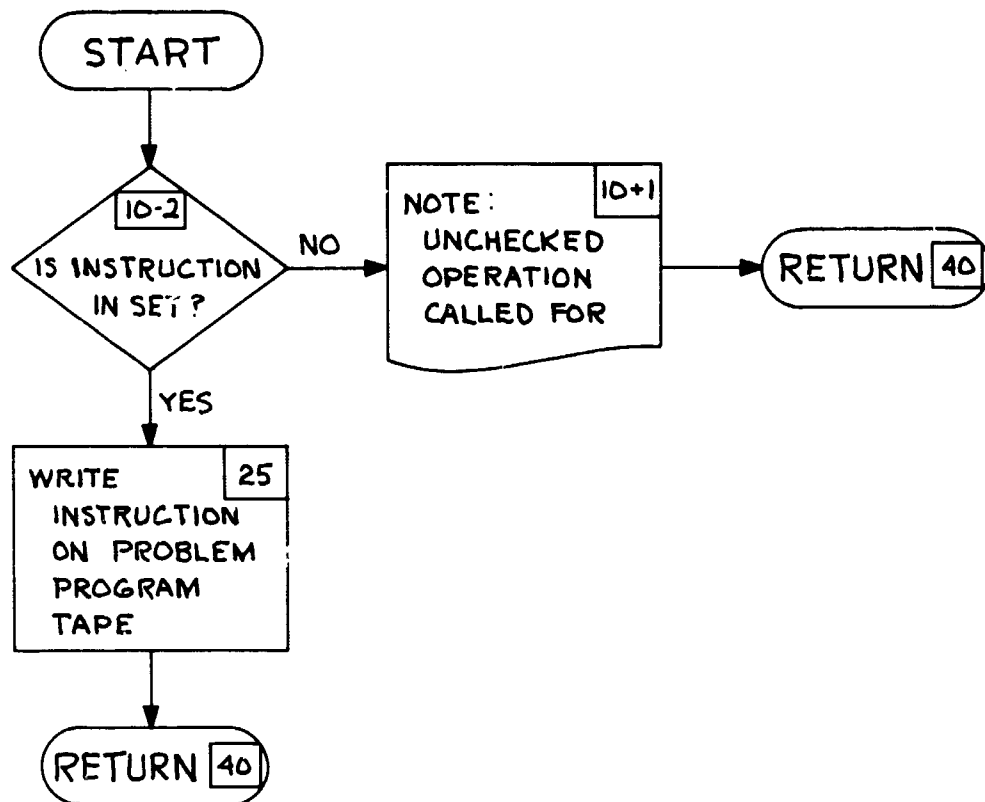 START
10-2
IS INSTRUCTION
IN SET?
NO
10+1
NOTE:
UNCHECKED
OPERATION
CALLED FOR
RETURN 40
YES
WRITE 25
INSTRUCTION
ON PROBLEM
PROGRAM
TAPE
RETURN 40